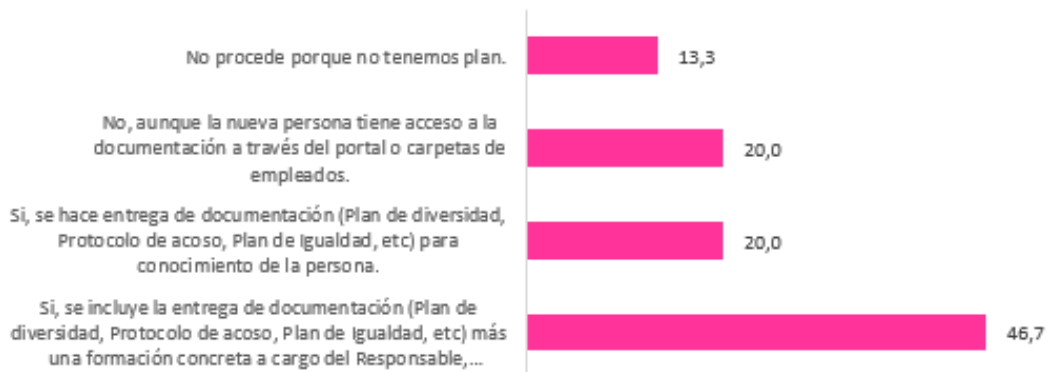 No procede porque no tenemos plan.
13,3
No, aunque la nueva persona tiene acceso a la
documentación a través del portal o carpetas de
empleados.
20,0
Si, se hace entrega de documentación (Plan de diversidad,
Protocolo de acoso, Plan de Igualdad, etc) para
conocimiento de la persona.
20,0
Si, se incluye la entrega de documentación (Plan de
diversidad, Protocolo de acoso, Plan de Igualdad, etc) más
una formación concreta a cargo del Responsable,...
46,7